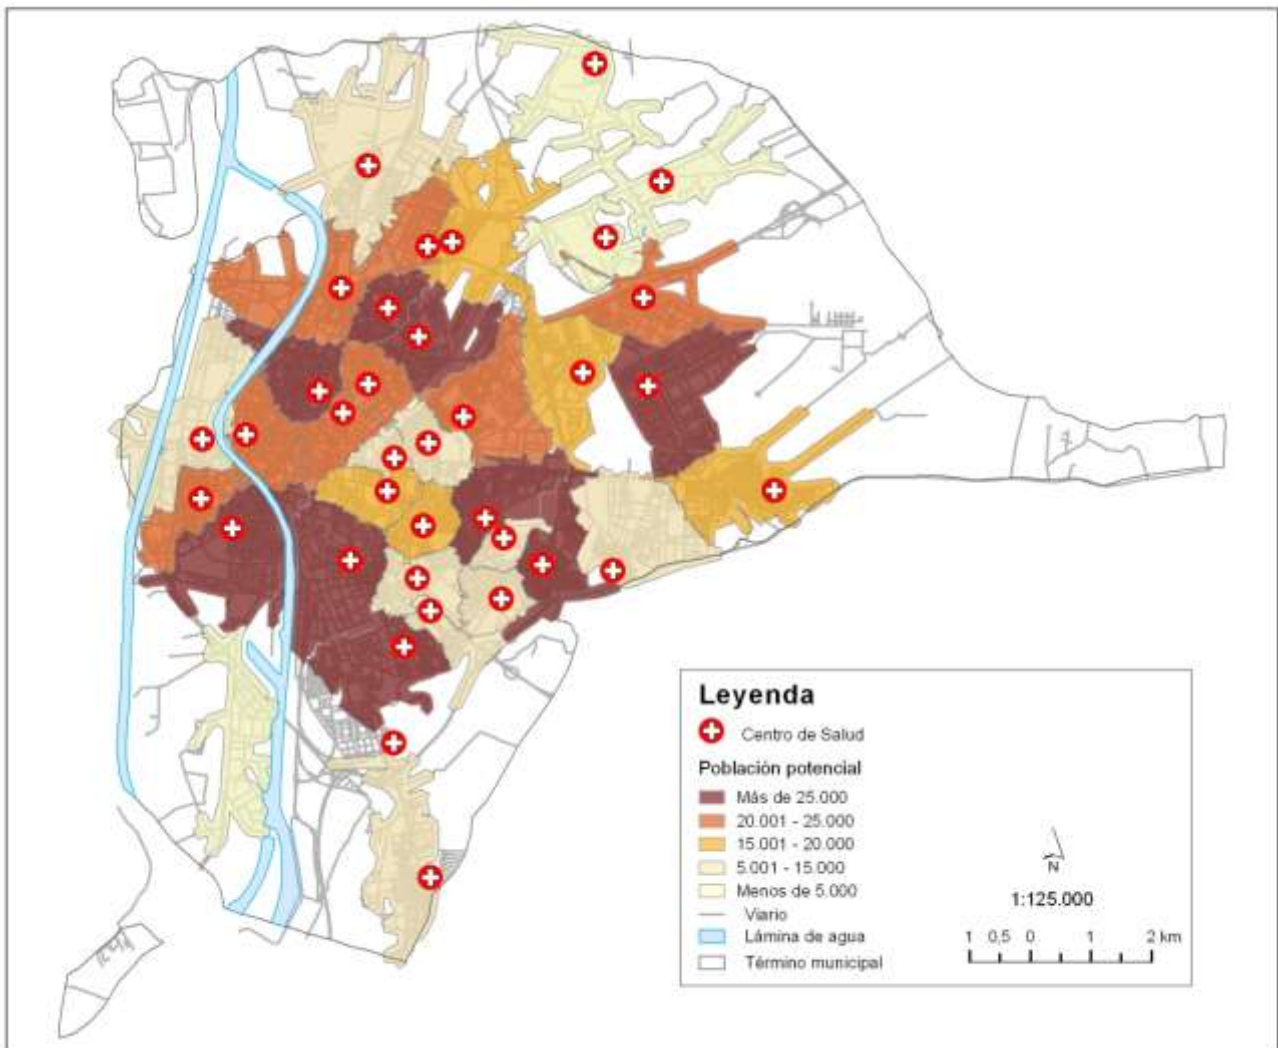 Leyenda
Centro de Salud
Población potencial
Más de 25.000
20.001 - 25.000
15.001 - 20.000
5.001 - 15.000
Menos de 5.000
Viario
Lámina de agua
Término municipal
N
1:125.000
1 0,5 0 1 2 km